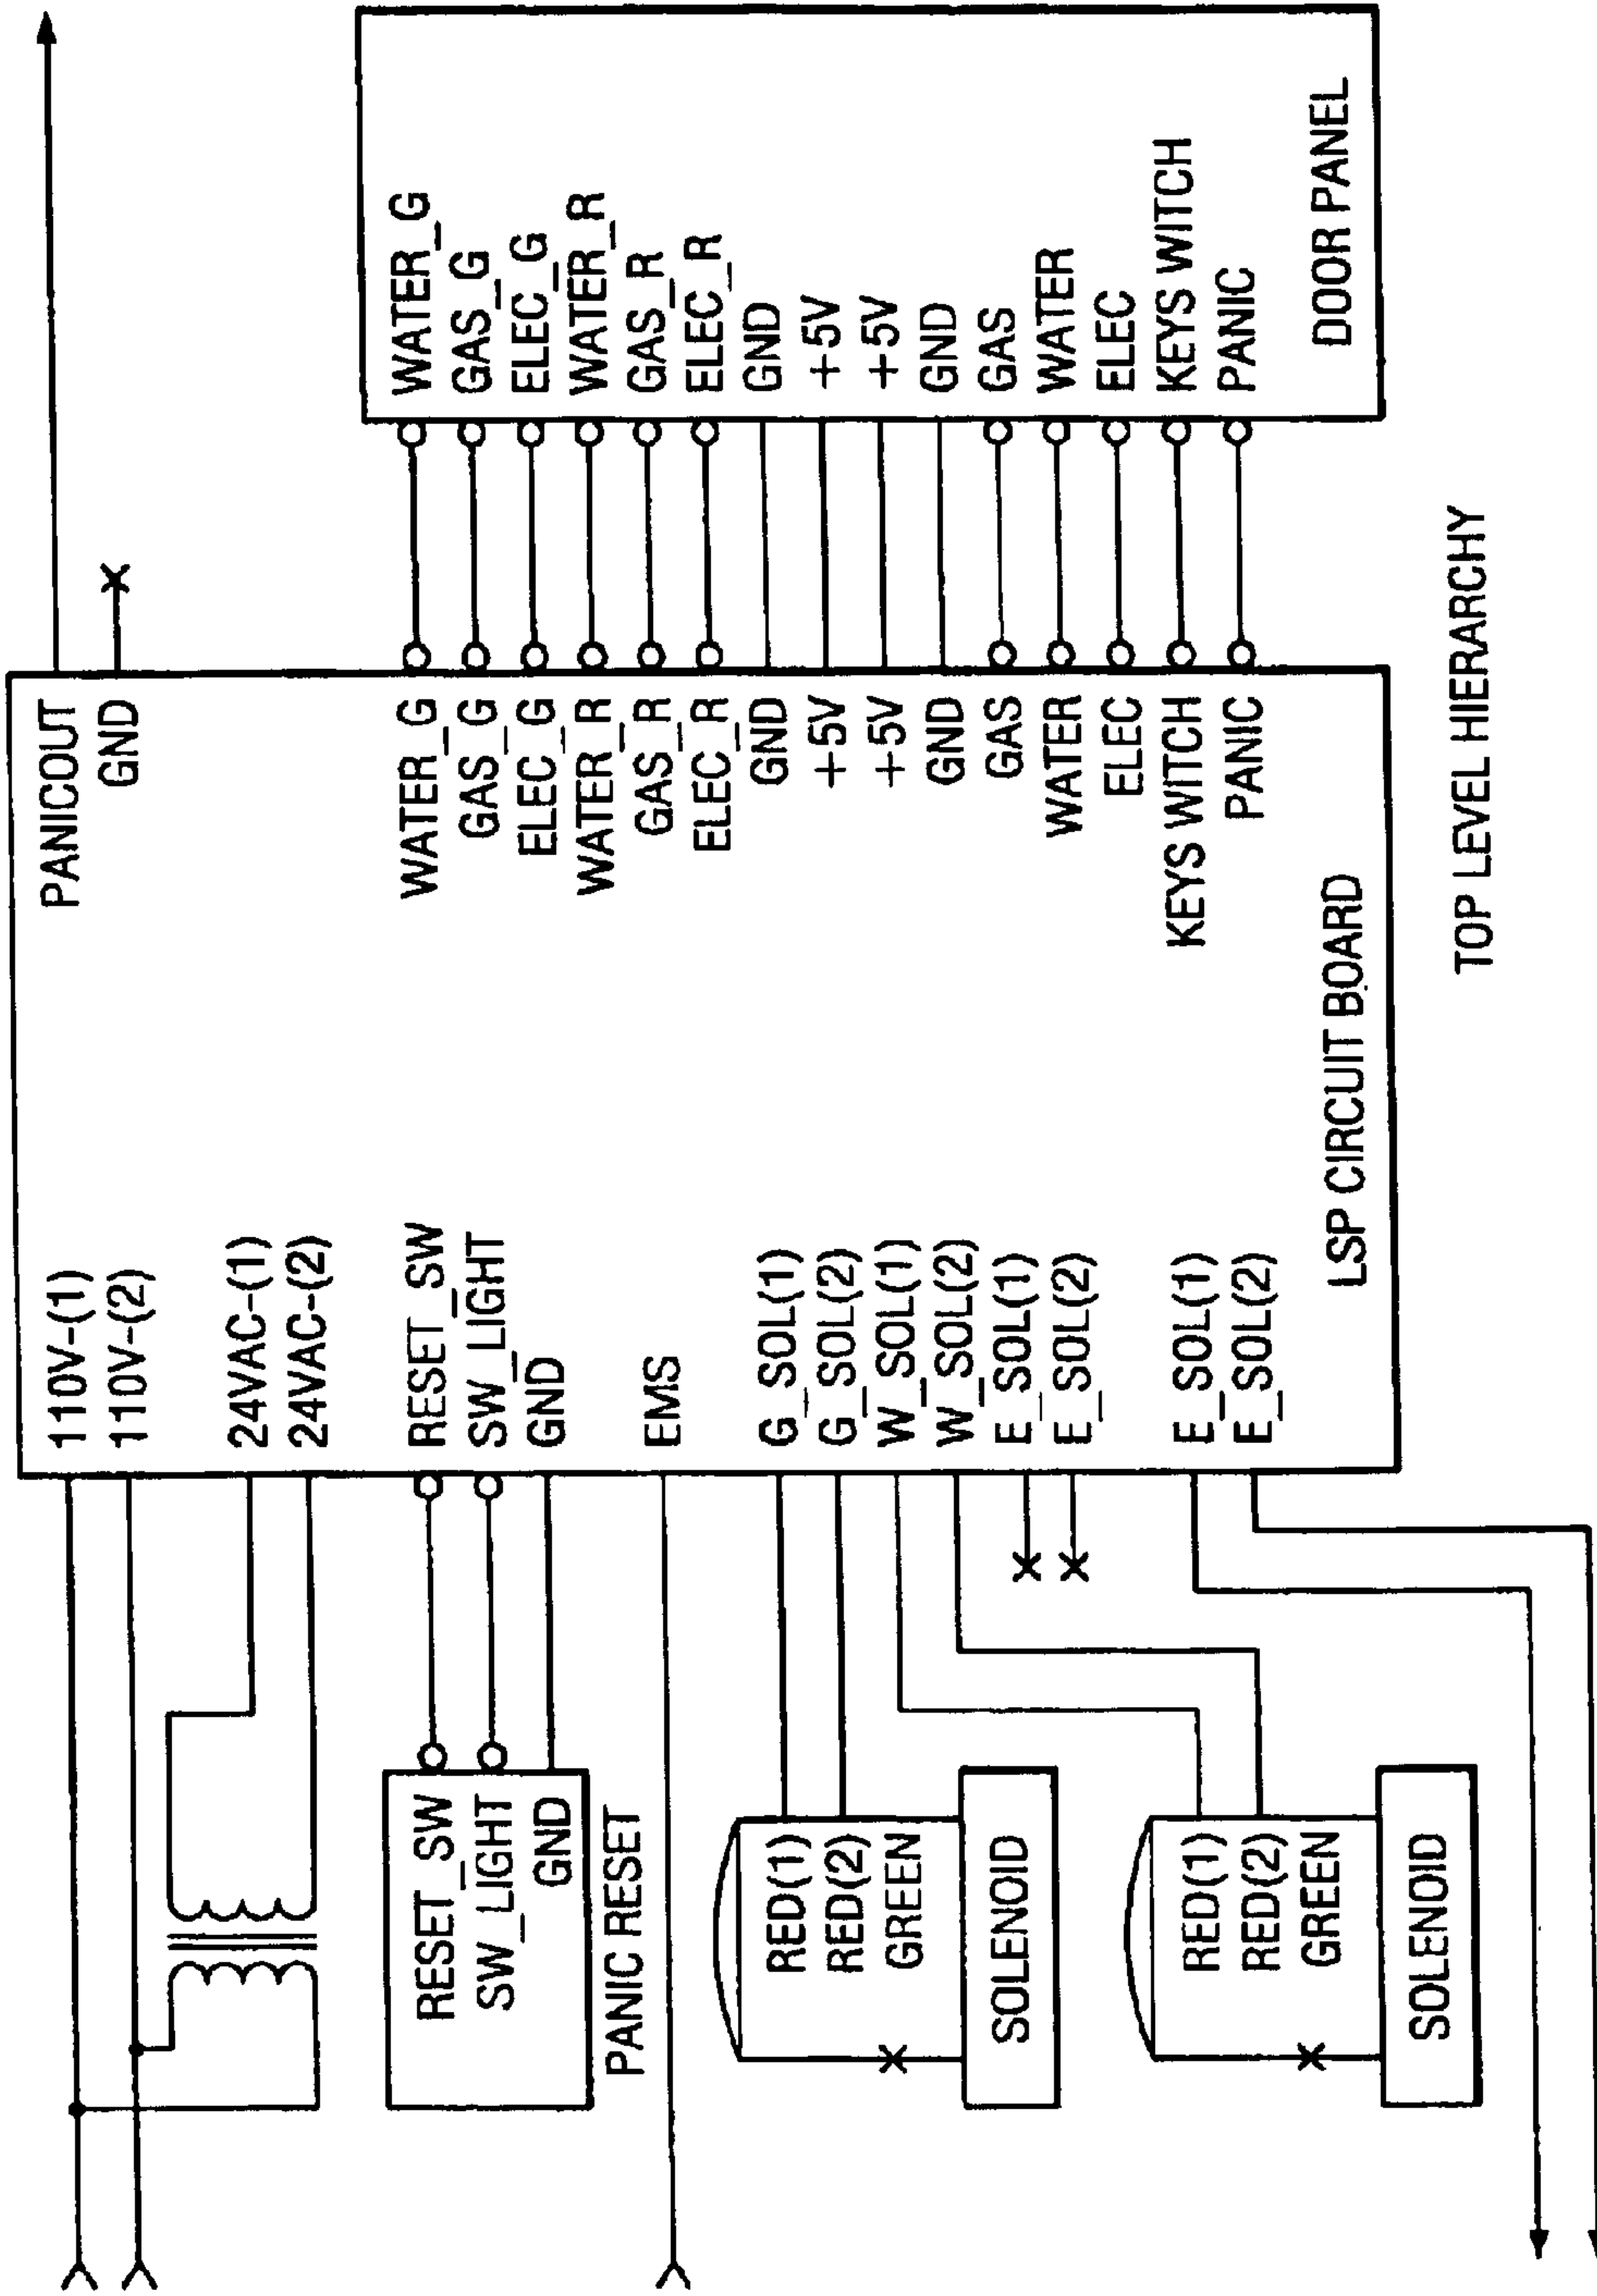 110V-(1)
110V-(2)
24VAC-(1)
24VAC-(2)
RESET_SW
SW_LIGHT
GND
EMS
G_SOL(1)
G_SOL(2)
W_SOL(1)
W_SOL(2)
E_SOL(1)
E_SOL(2)
E_SOL(1)
E_SOL(2)
LSP CIRCUIT BOARD
PANICOUT
GND
WATER_G
GAS_G
ELEC_G
WATER_R
GAS_R
ELEC_R
GND
+5V
+5V
GND
GAS
WATER
ELEC
KEYS WITCH
PANIC
RESET_SW
SW_LIGHT
GND
PANIC RESET
RED(1)
RED(2)
GREEN
SOLENOID
RED(1)
RED(2)
GREEN
SOLENOID
WATER_G
GAS_G
ELEC_G
WATER_R
GAS_R
ELEC_R
GND
+5V
+5V
GND
GAS
WATER
ELEC
KEYS WITCH
PANIC
DOOR PANEL
TOP LEVEL HIERARCHY